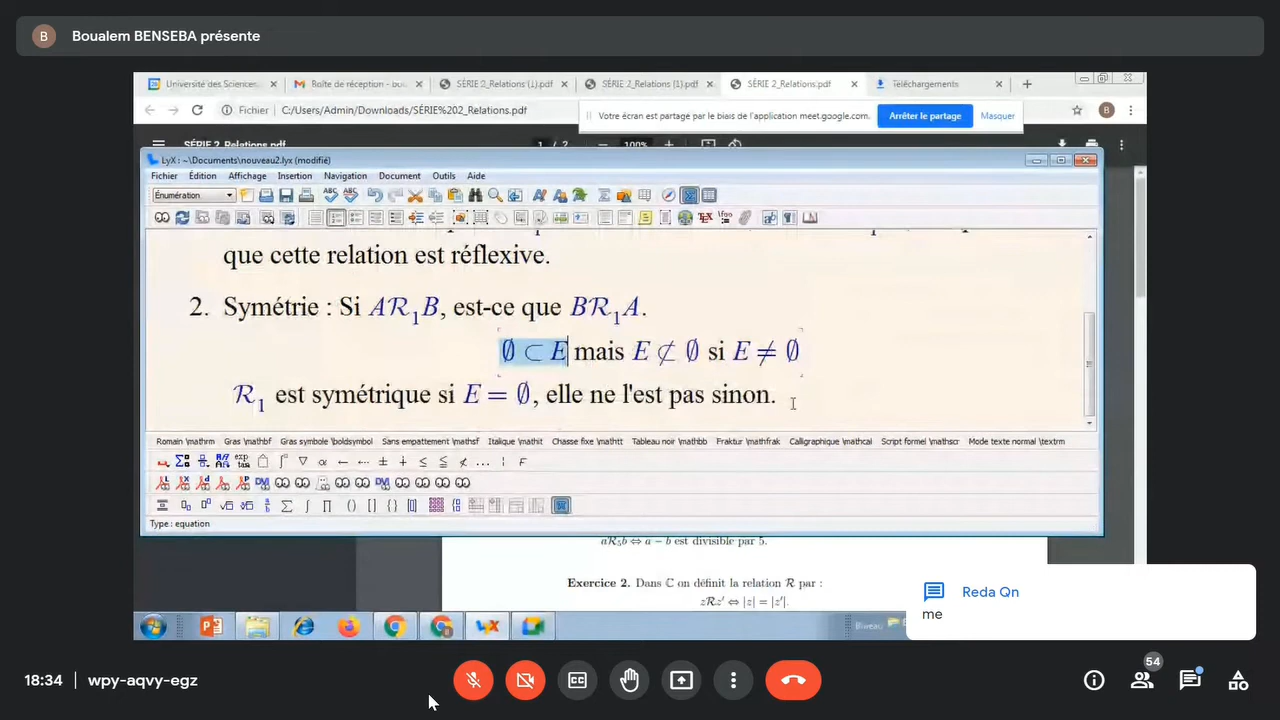 B Boualem BENSEBA présente
Université des Sciences Boîte de réception - bou SÉRIE 2_Relations (1).pdf SÉRIE 2_Relations (1).pdf SÉRIE 2_Relations.pdf Téléchargements
Fichier C:/Users/Admin/Downloads/SÉRIE%202_Relations.pdf B
Votre écran est partagé par le biais de l'application meet.google.com. Arrêter le partage Masquer
SÉRIE 2_Relations.pdf 1 / 2 100%
LyX: ~\Documents\nouveau2.lyx (modifié)
Fichier Édition Affichage Insertion Navigation Document Outils Aide
Énumération
que cette relation est réflexive.
2. Symétrie : Si Aℛ₁B, est-ce que Bℛ₁A.
∅ ⊂ E mais E ⊄ ∅ si E ≠ ∅
ℛ₁ est symétrique si E = ∅, elle ne l'est pas sinon.
Romain \mathrm Gras \mathbf Gras symbole \boldsymbol Sans empattement \mathsf Italique \mathit Chasse fixe \mathtt Tableau noir \mathbb Fraktur \mathfrak Calligraphique \mathcal Script formel \mathscr Mode texte normal \textrm
Type : equation
aℛ₅b ⇔ a − b est divisible par 5.
Exercice 2. Dans ℂ on définit la relation ℛ par :
zℛz' ⇔ |z| = |z'|.
Bureau
Reda Qn
me
18:34 | wpy-aqvy-egz
54